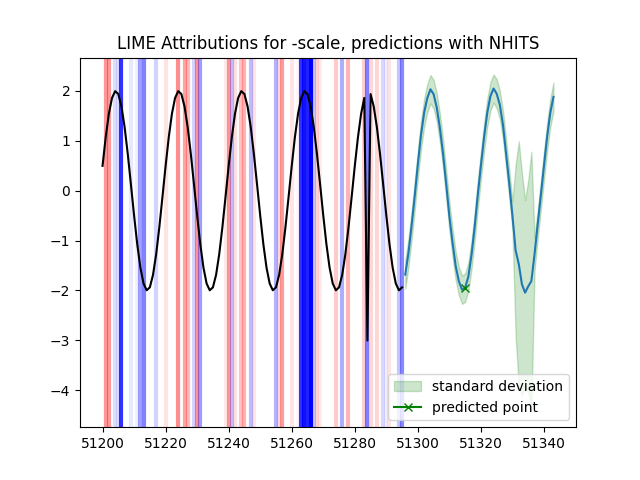 LIME Attributions for -scale, predictions with NHITS
2
1
0
−1
−2
−3
−4
standard deviation
predicted point
51200 51220 51240 51260 51280 51300 51320 51340